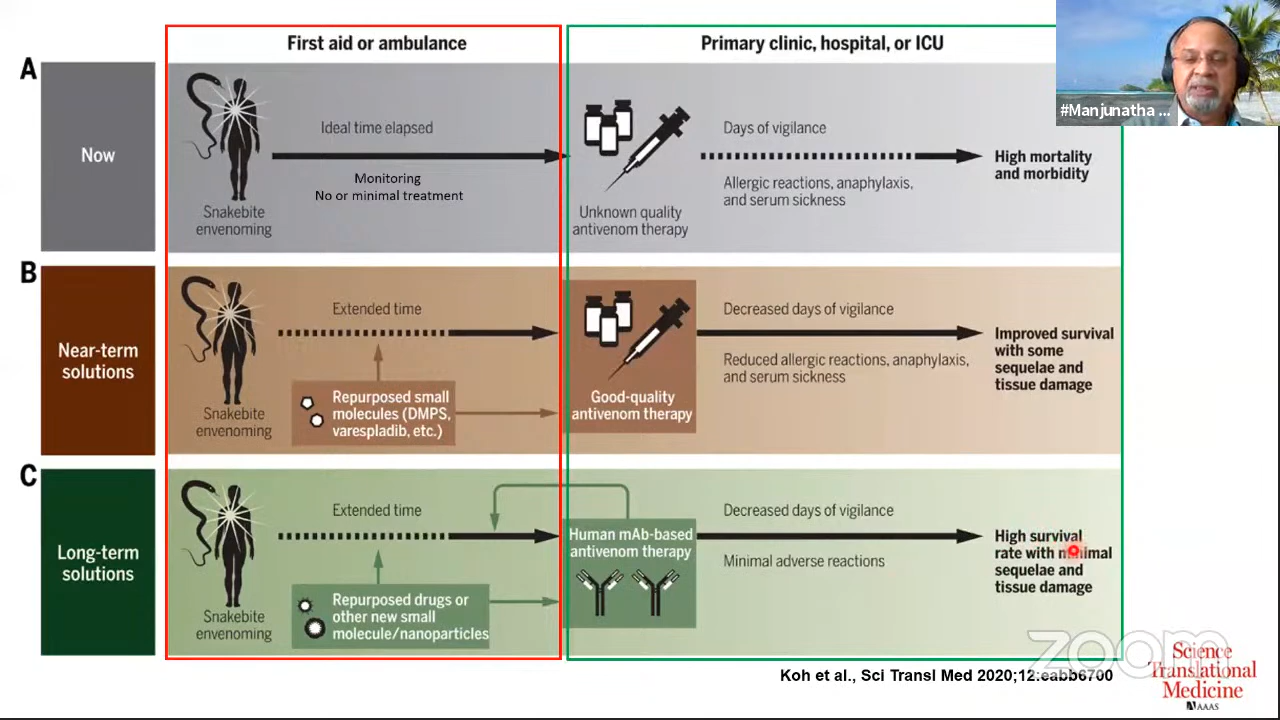 First aid or ambulance
Primary clinic, hospital, or ICU
#Manjunatha ...
A
Now
Snakebite
envenoming
Ideal time elapsed
Monitoring
No or minimal treatment
Unknown quality
antivenom therapy
Days of vigilance
Allergic reactions, anaphylaxis,
and serum sickness
High mortality
and morbidity
B
Near-term
solutions
Snakebite
envenoming
Extended time
Repurposed small
molecules (DMPS,
varespladib, etc.)
Good-quality
antivenom therapy
Decreased days of vigilance
Reduced allergic reactions, anaphylaxis,
and serum sickness
Improved survival
with some
sequelae and
tissue damage
C
Long-term
solutions
Snakebite
envenoming
Extended time
Repurposed drugs or
other new small
molecule/nanoparticles
Human mAb-based
antivenom therapy
Decreased days of vigilance
Minimal adverse reactions
High survival
rate with minimal
sequelae and
tissue damage
zoom
Koh et al., Sci Transl Med 2020;12:eabb6700
Science
Translational
Medicine
AAAS